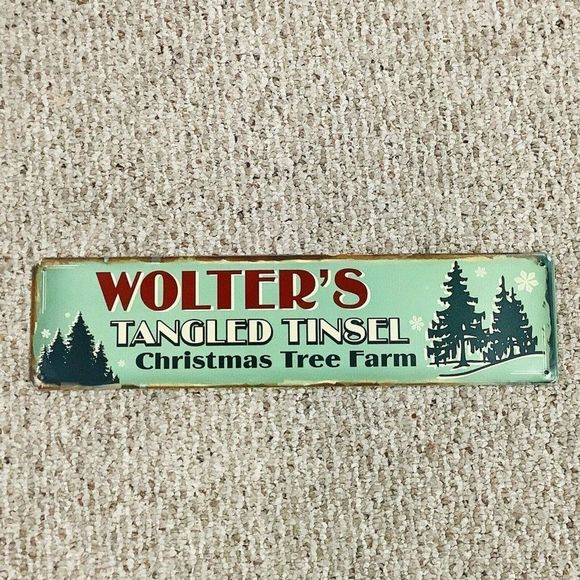 WOLTER'S
TANGLED TINSEL
Christmas Tree Farm